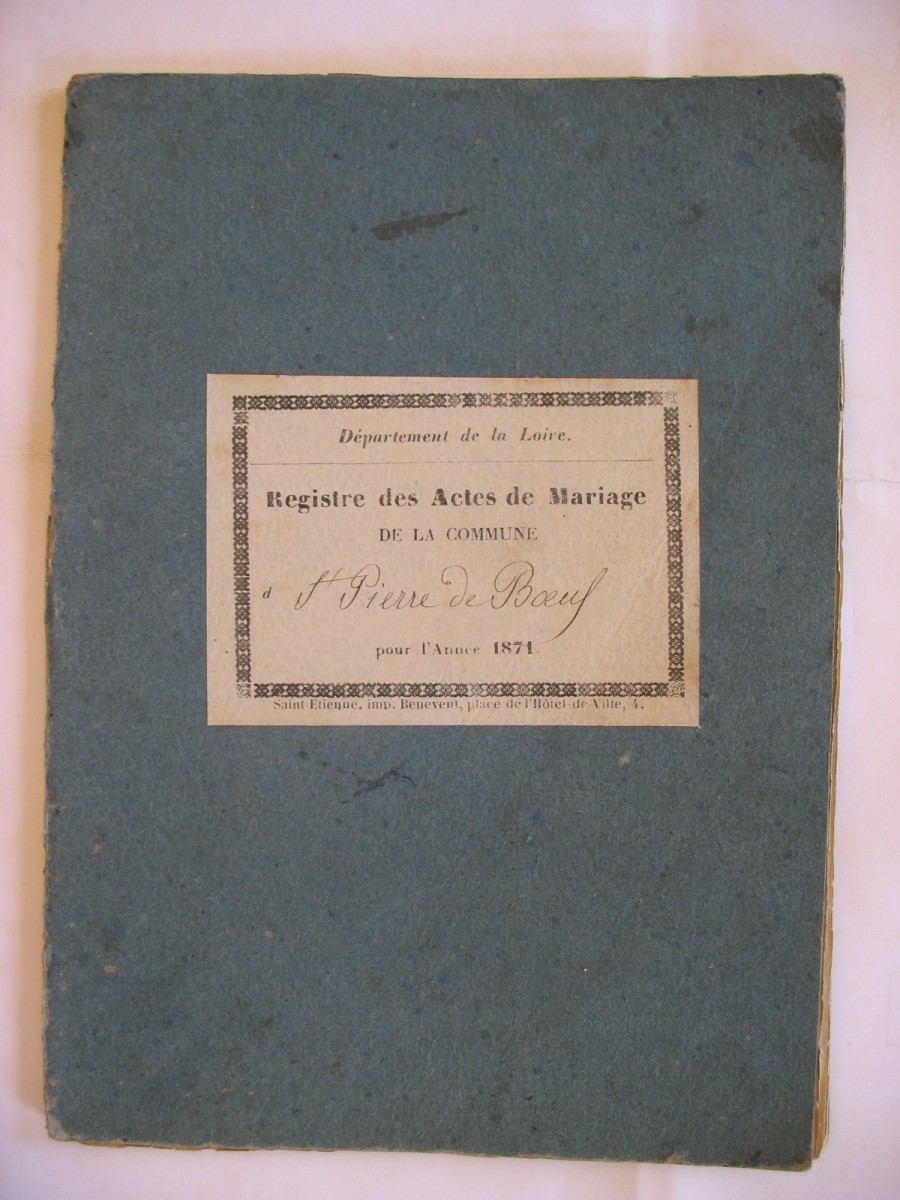 Département de la Loire.
Registre des Actes de Mariage
DE LA COMMUNE
d St Pierre de Bœuf
pour l'Année 1871.
Saint-Etienne, imp. Benevent, place de l'Hôtel-de-Ville, 4.